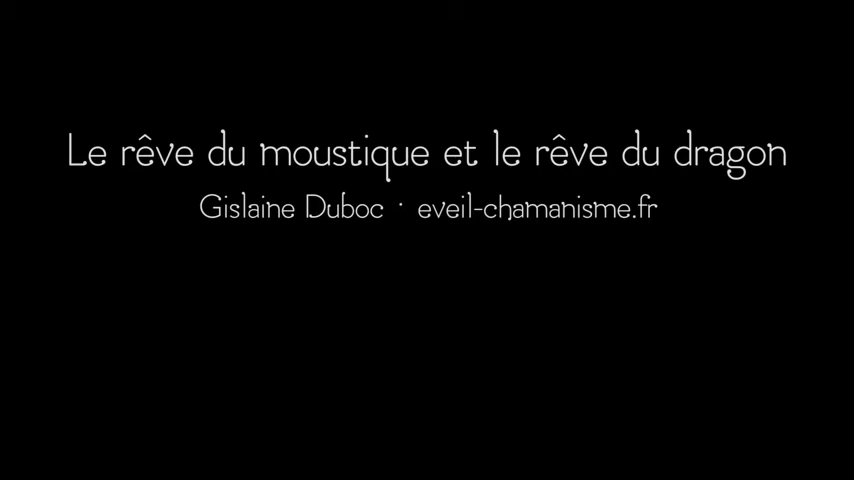 Le rêve du moustique et le rêve du dragon
Gislaine Duboc · eveil-chamanisme.fr